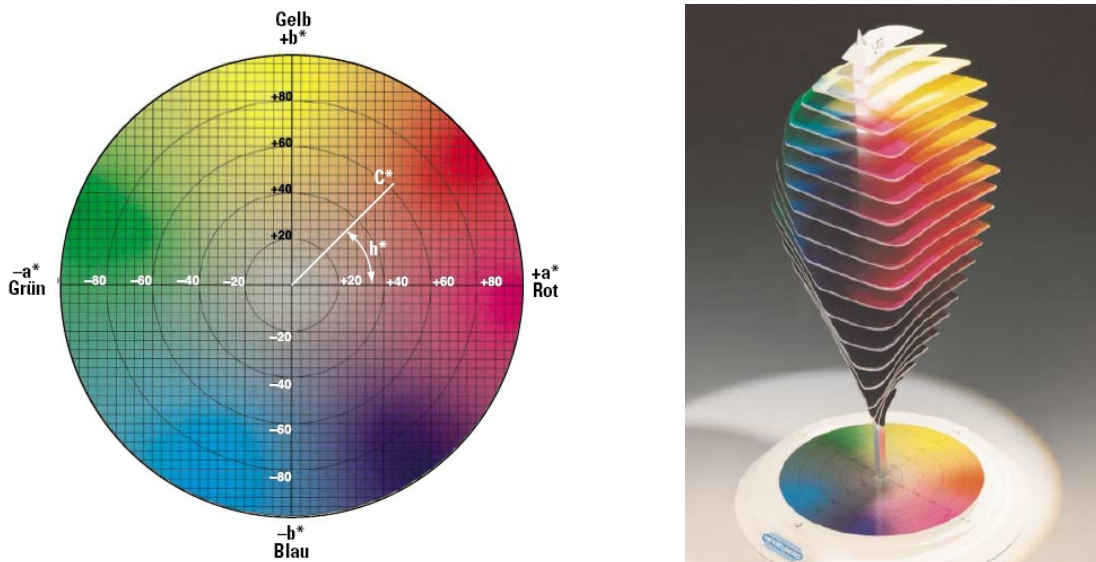 Gelb
+b*
+80
+60
C*
+40
+20
h*
–a*
Grün
–80
–60
–40
–20
+20
+40
+60
+80
+a*
Rot
–20
–40
–60
–80
–b*
Blau